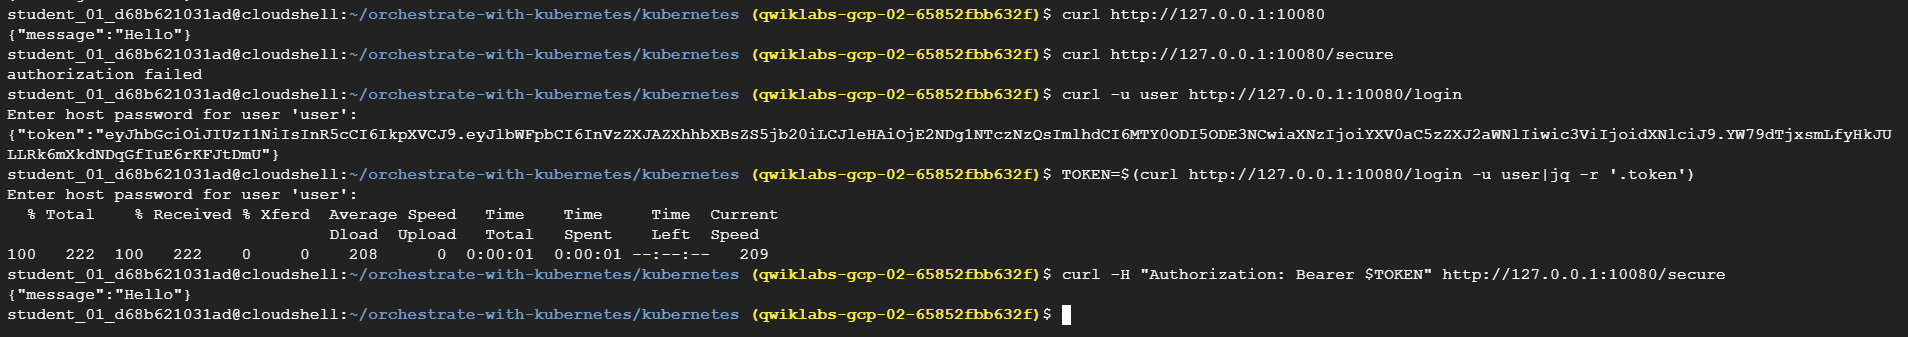 student_01_d68b621031ad@cloudshell:~/orchestrate-with-kubernetes/kubernetes (qwiklabs-gcp-02-65852fbb632f)$ curl http://127.0.0.1:10080
{"message":"Hello"}
student_01_d68b621031ad@cloudshell:~/orchestrate-with-kubernetes/kubernetes (qwiklabs-gcp-02-65852fbb632f)$ curl http://127.0.0.1:10080/secure
authorization failed
student_01_d68b621031ad@cloudshell:~/orchestrate-with-kubernetes/kubernetes (qwiklabs-gcp-02-65852fbb632f)$ curl -u user http://127.0.0.1:10080/login
Enter host password for user 'user':
{"token":"eyJhbGciOiJIUzI1NiIsInR5cCI6IkpXVCJ9.eyJlbWFpbCI6InVzZXJAZXhhbXBsZS5jb20iLCJleHAiOjE2NDg1NTczNzQsImlhdCI6MTY0ODI5ODE3NCwiaXNzIjoiYXV0aC5zZXJ2aWNlIiwic3ViIjoidXNlciJ9.YW79dTjxsmLfyHkJU
LLRk6mXkdNDqGfIuE6rKFJtDmU"}
student_01_d68b621031ad@cloudshell:~/orchestrate-with-kubernetes/kubernetes (qwiklabs-gcp-02-65852fbb632f)$ TOKEN=$(curl http://127.0.0.1:10080/login -u user|jq -r '.token')
Enter host password for user 'user':
% Total % Received % Xferd Average Speed Time Time Time Current
Dload Upload Total Spent Left Speed
100 222 100 222 0 0 208 0 0:00:01 0:00:01 --:--:-- 209
student_01_d68b621031ad@cloudshell:~/orchestrate-with-kubernetes/kubernetes (qwiklabs-gcp-02-65852fbb632f)$ curl -H "Authorization: Bearer $TOKEN" http://127.0.0.1:10080/secure
{"message":"Hello"}
student_01_d68b621031ad@cloudshell:~/orchestrate-with-kubernetes/kubernetes (qwiklabs-gcp-02-65852fbb632f)$